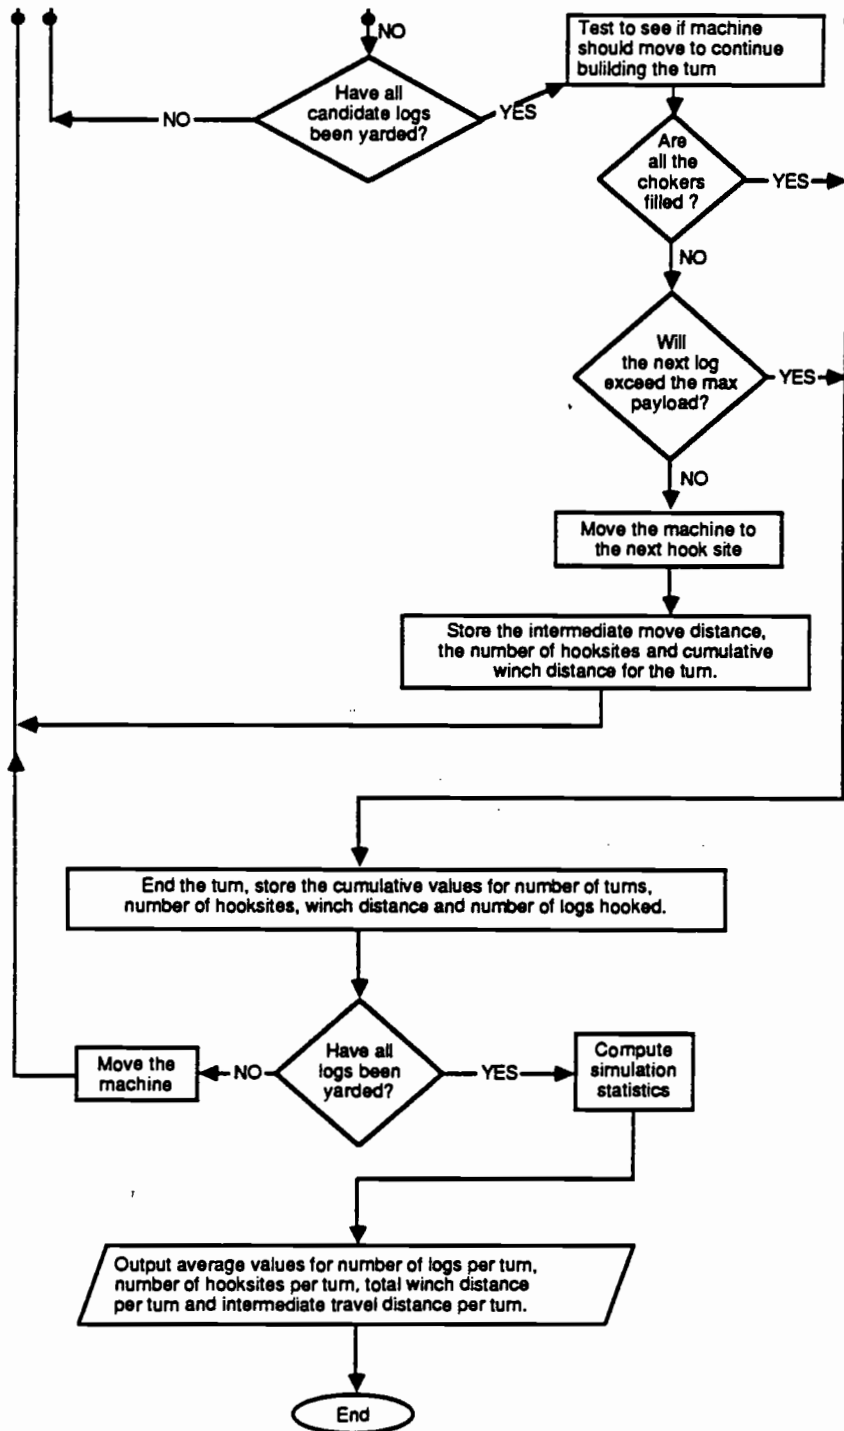 NO
Test to see if machine
should move to continue
bulilding the turn
Have all
candidate logs
been yarded?
NO
YES
Are
all the
chokers
filled ?
YES
NO
Will
the next log
exceed the max
payload?
YES
NO
Move the machine to
the next hook site
Store the intermediate move distance,
the number of hooksites and cumulative
winch distance for the turn.
End the turn, store the cumulative values for number of turns,
number of hooksites, winch distance and number of logs hooked.
Move the
machine
NO
Have all
logs been
yarded?
YES
Compute
simulation
statistics
Output average values for number of logs per turn,
number of hooksites per turn, total winch distance
per turn and intermediate travel distance per turn.
End